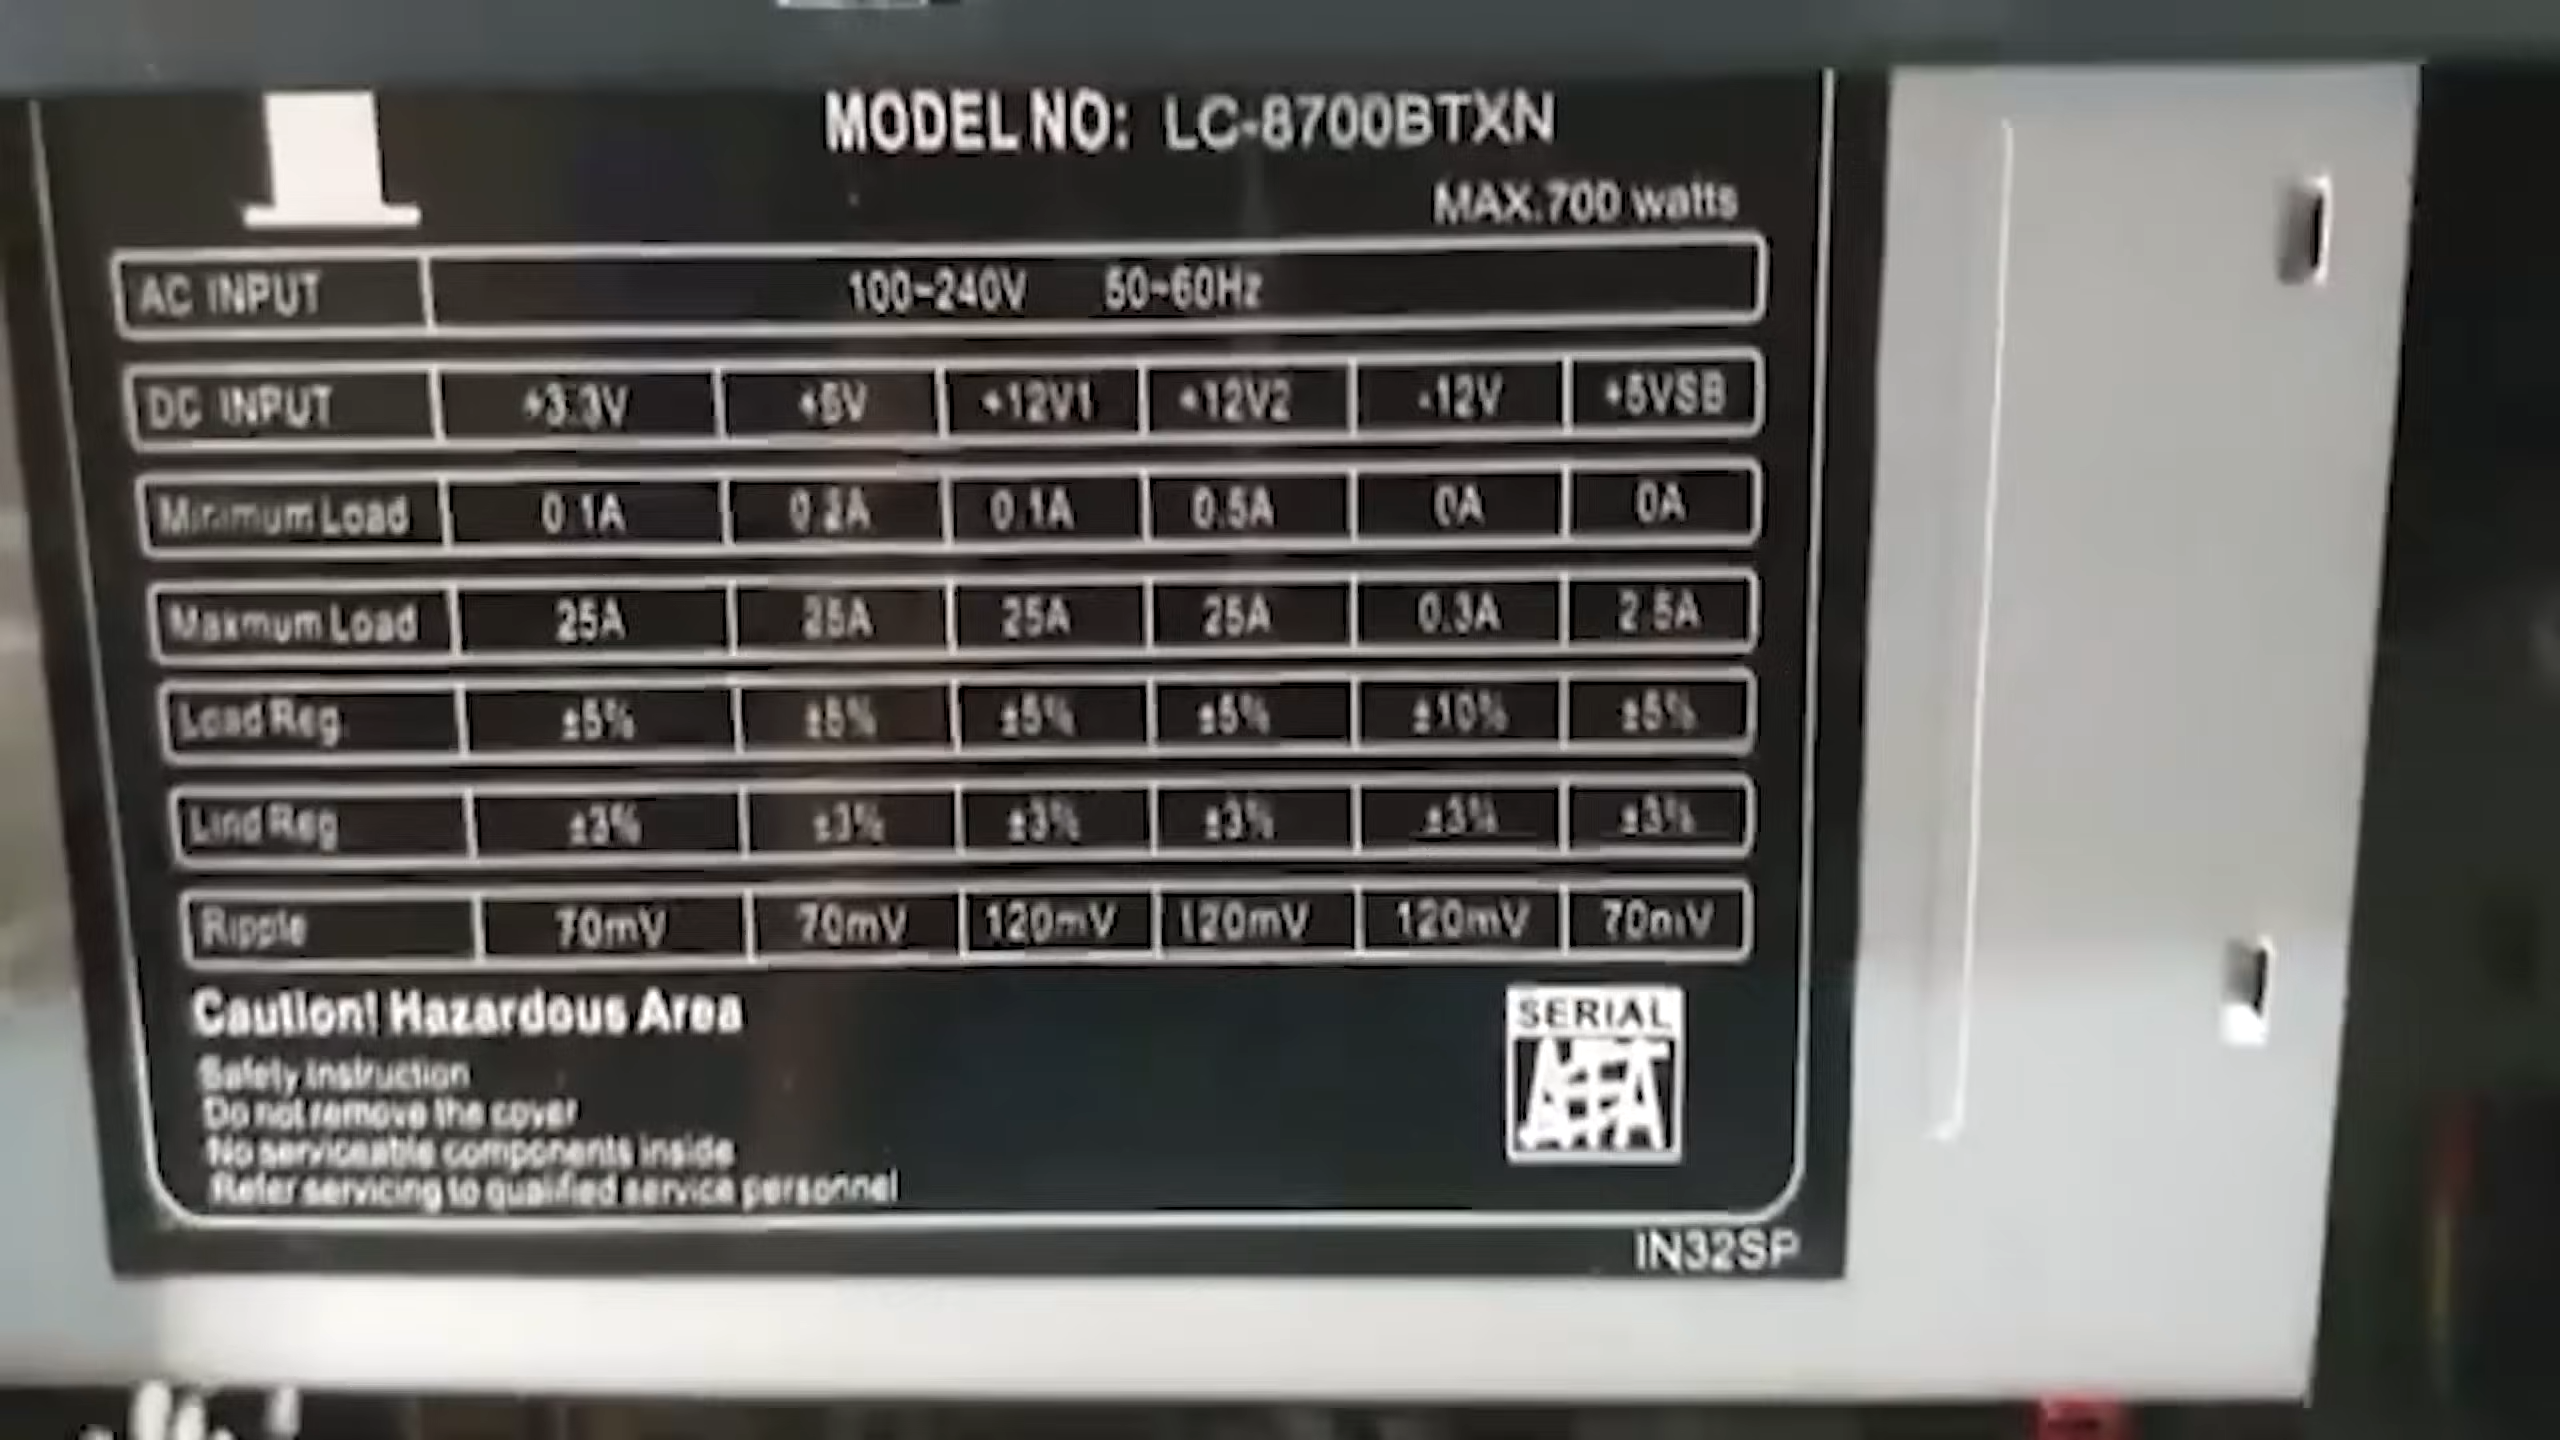 MODEL NO: LC-8700BTXN
MAX.700 watts
AC INPUT 100~240V 50~60Hz
DC INPUT +3.3V +5V +12V1 +12V2 -12V +5VSB
Minimum Load 0.1A 0.2A 0.1A 0.5A 0A 0A
Maxmum Load 25A 25A 25A 25A 0.3A 2.5A
Load Reg. ±5% ±5% ±5% ±5% ±10% ±5%
Lind Reg ±3% ±3% ±3% ±3% ±3% ±3%
Ripple 70mV 70mV 120mV 120mV 120mV 70mV
Caution! Hazardous Area
Safety Instruction
Do not remove the cover
No serviceable components inside
Refer servicing to qualified service personnel
SERIAL
ATA
IN32SP